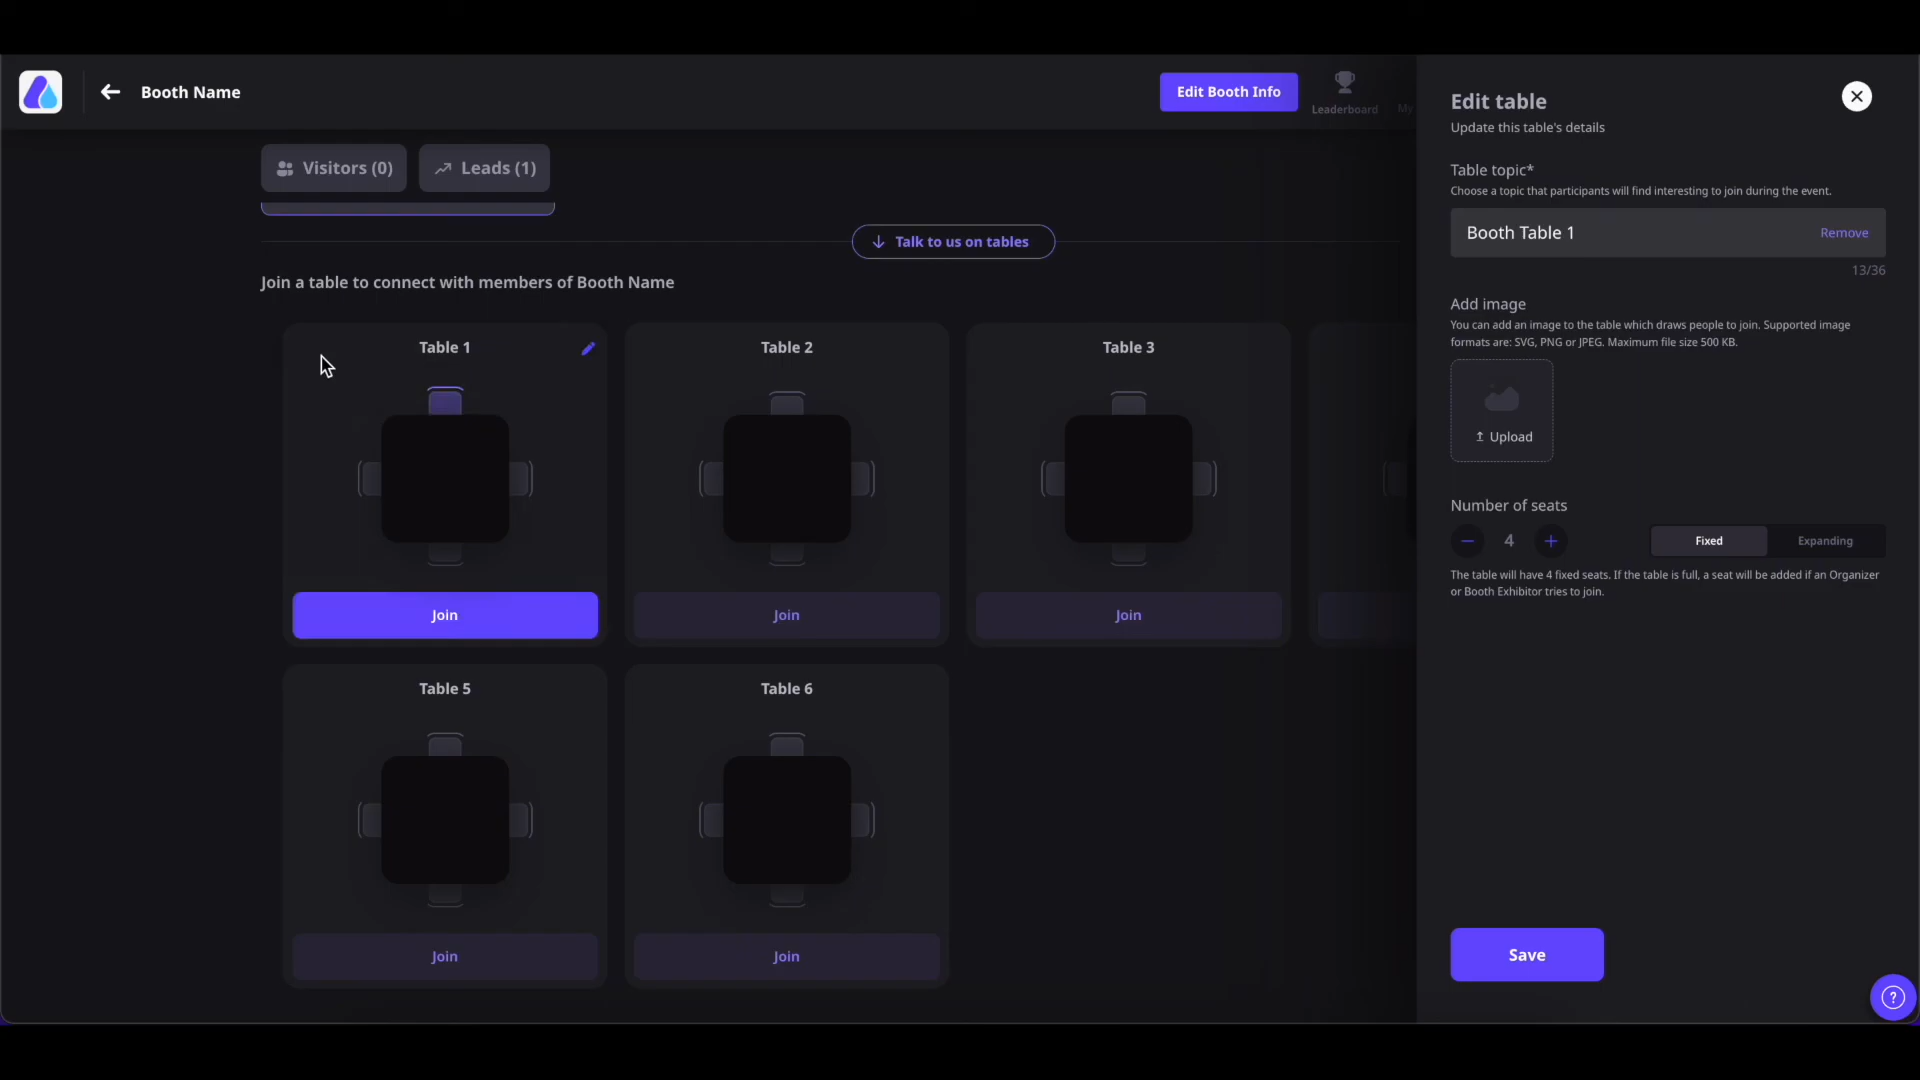 Booth Name
Edit Booth Info
Leaderboard
My
Visitors (0)
Leads (1)
Talk to us on tables
Join a table to connect with members of Booth Name
Table 1
Table 2
Table 3
Join
Join
Join
Table 5
Table 6
Join
Join
Edit table
Update this table's details
Table topic*
Choose a topic that participants will find interesting to join during the event.
Booth Table 1
Remove
13/36
Add image
You can add an image to the table which draws people to join. Supported image
formats are: SVG, PNG or JPEG. Maximum file size 500 KB.
Upload
Number of seats
4
Fixed
Expanding
The table will have 4 fixed seats. If the table is full, a seat will be added if an Organizer
or Booth Exhibitor tries to join.
Save
?